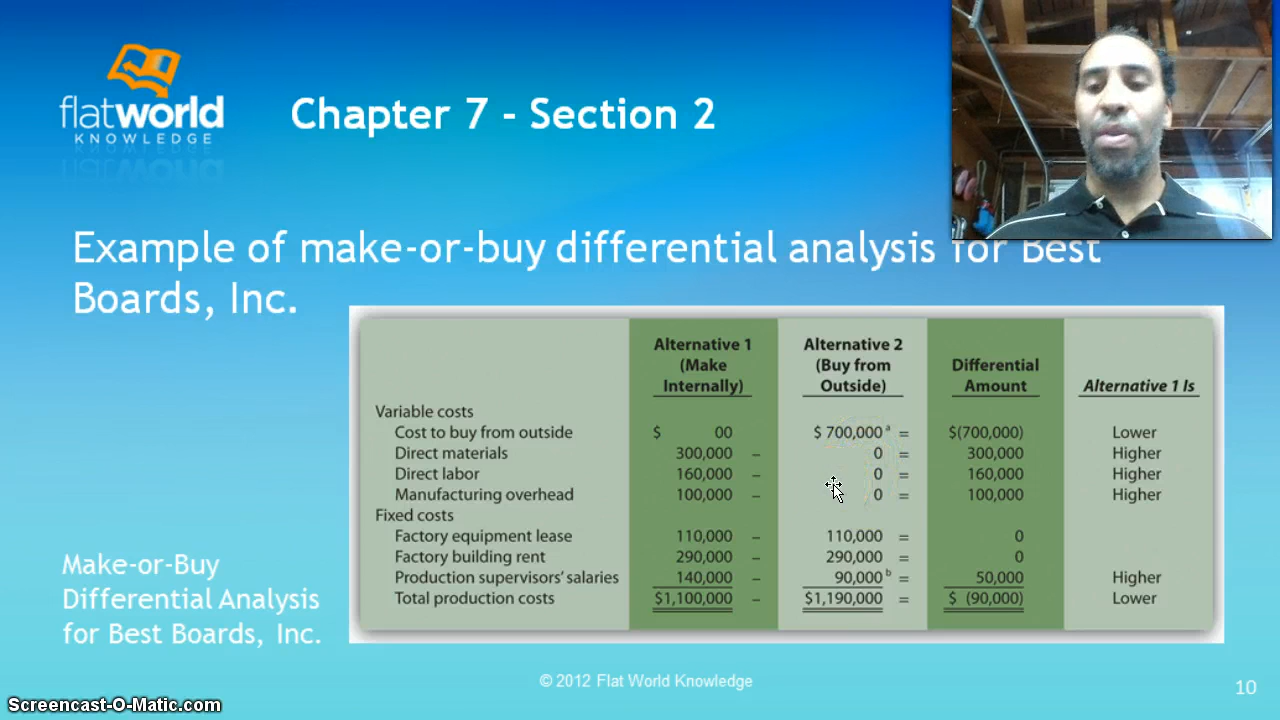 flatworld
KNOWLEDGE
Chapter 7 - Section 2
Example of make-or-buy differential analysis for Best
Boards, Inc.
Alternative 1 (Make Internally) Alternative 2 (Buy from Outside) Differential Amount Alternative 1 Is
Variable costs
Cost to buy from outside $ 00 $ 700,000 a = $(700,000) Lower
Direct materials 300,000 – 0 = 300,000 Higher
Direct labor 160,000 – 0 = 160,000 Higher
Manufacturing overhead 100,000 – 0 = 100,000 Higher
Fixed costs
Factory equipment lease 110,000 – 110,000 = 0
Factory building rent 290,000 – 290,000 = 0
Production supervisors' salaries 140,000 – 90,000 b = 50,000 Higher
Total production costs $1,100,000 – $1,190,000 = $ (90,000) Lower
Make-or-Buy
Differential Analysis
for Best Boards, Inc.
© 2012 Flat World Knowledge
10
Screencast-O-Matic.com